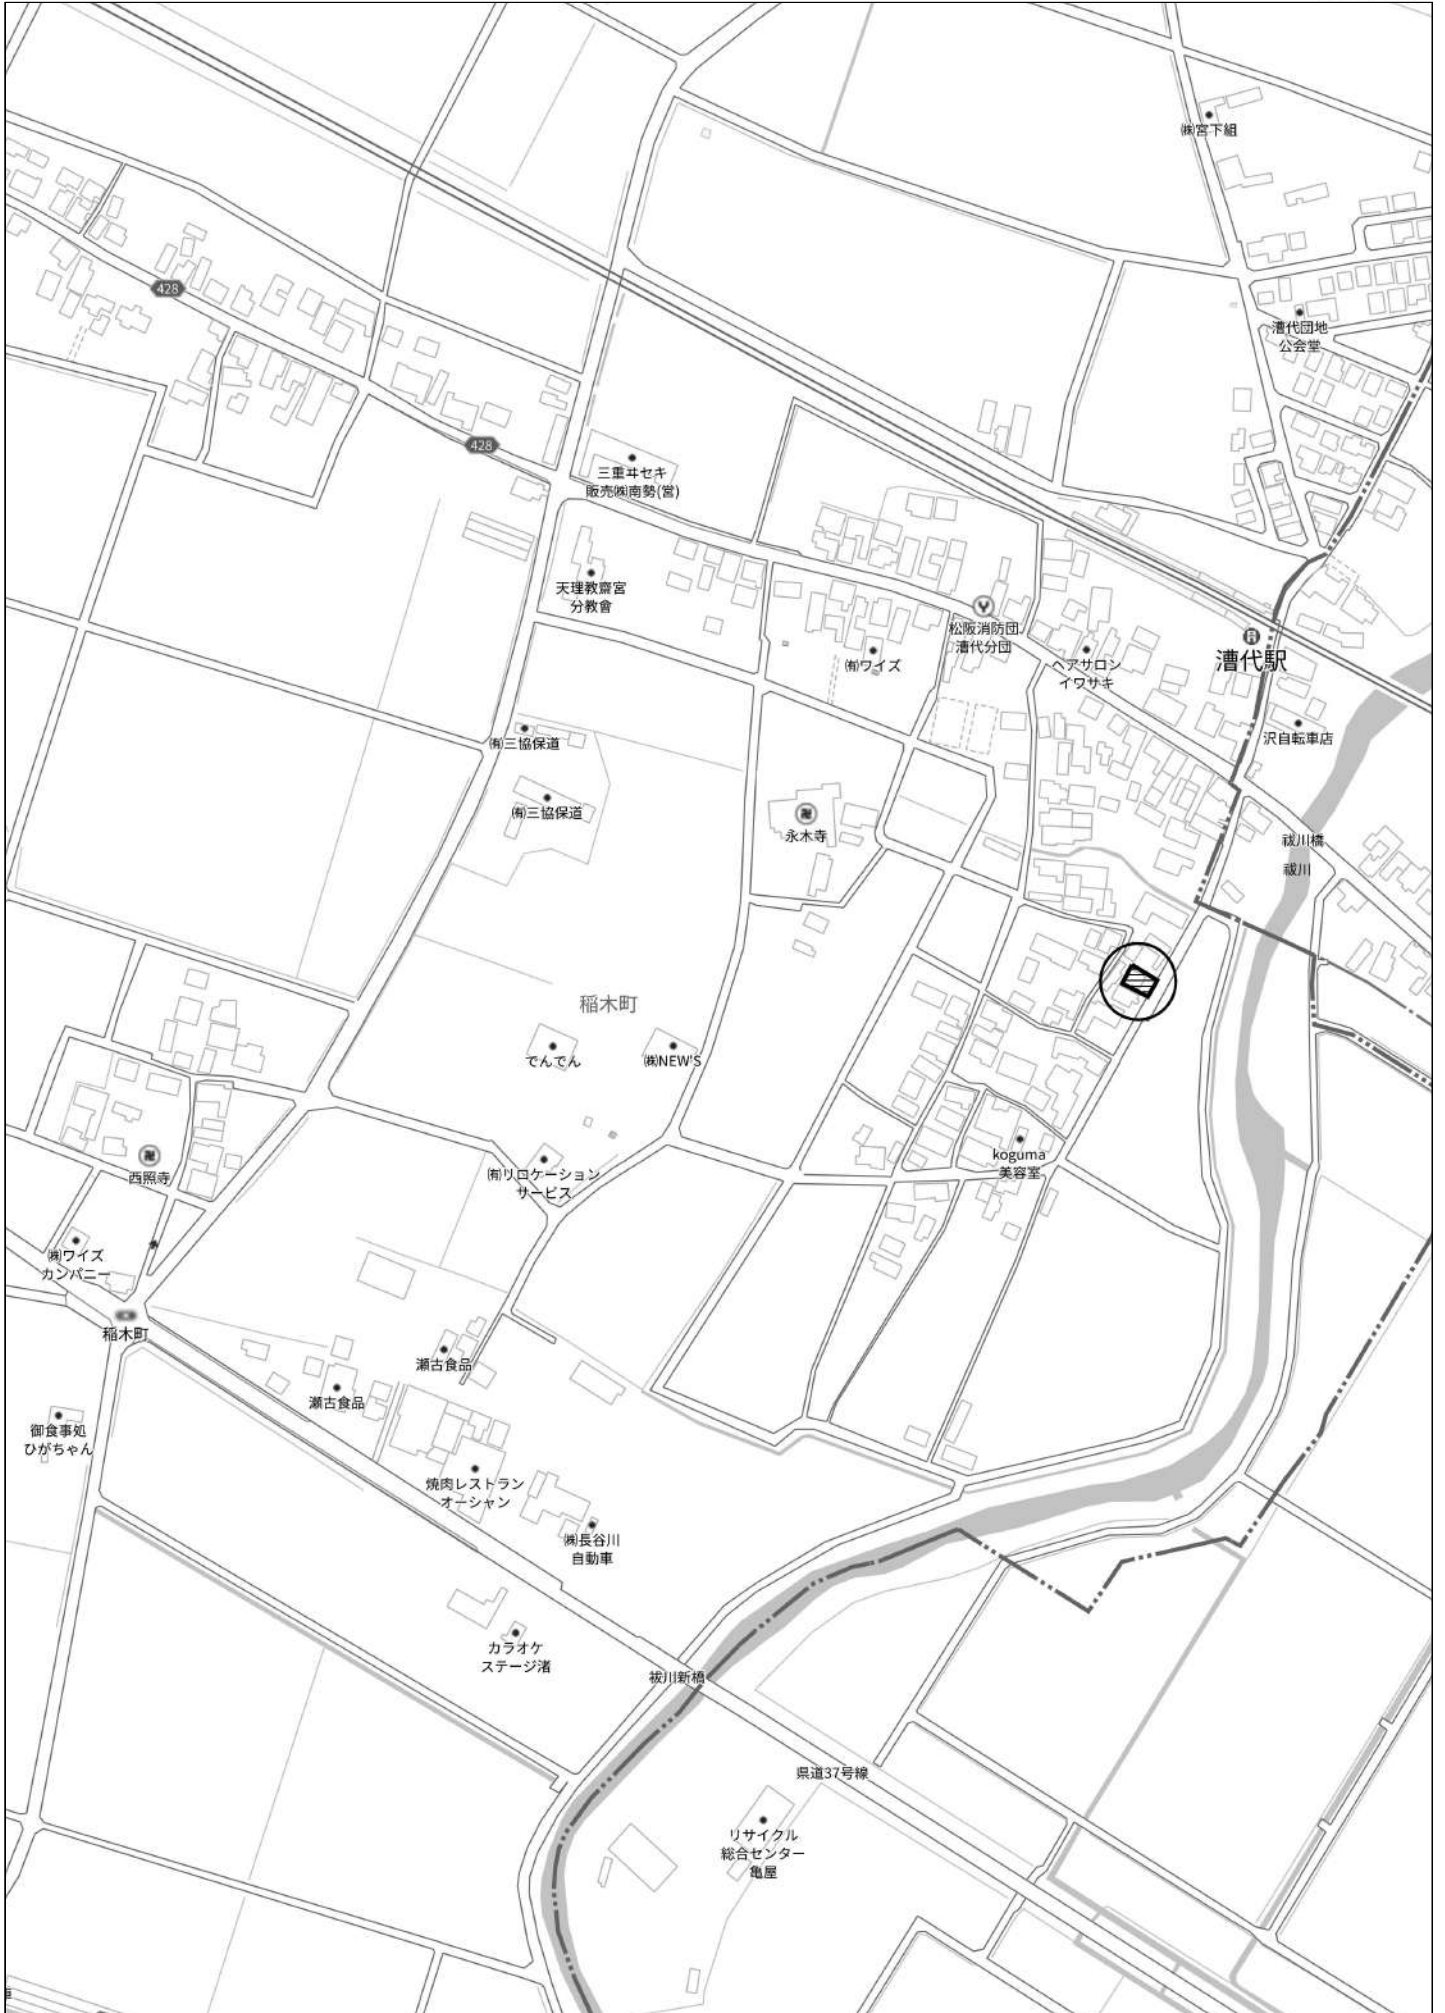 ㈱宮下組
428
漕代団地
公会堂
428
三重ヰセキ
販売㈱南勢(営)
天理教齋宮
分教會
松阪消防団
漕代分団
㈲ワイズ
ヘアサロン
イワサキ
漕代駅
沢自転車店
㈲三協保道
㈲三協保道
永木寺
祓川橋
祓川
稲木町
でんでん
㈱NEW'S
koguma
美容室
西照寺
㈲リロケーション
サービス
㈱ワイズ
カンパニー
稲木町
瀬古食品
瀬古食品
御食事処
ひがちゃん
焼肉レストラン
オーシャン
㈱長谷川
自動車
カラオケ
ステージ渚
祓川新橋
県道37号線
リサイクル
総合センター
亀屋